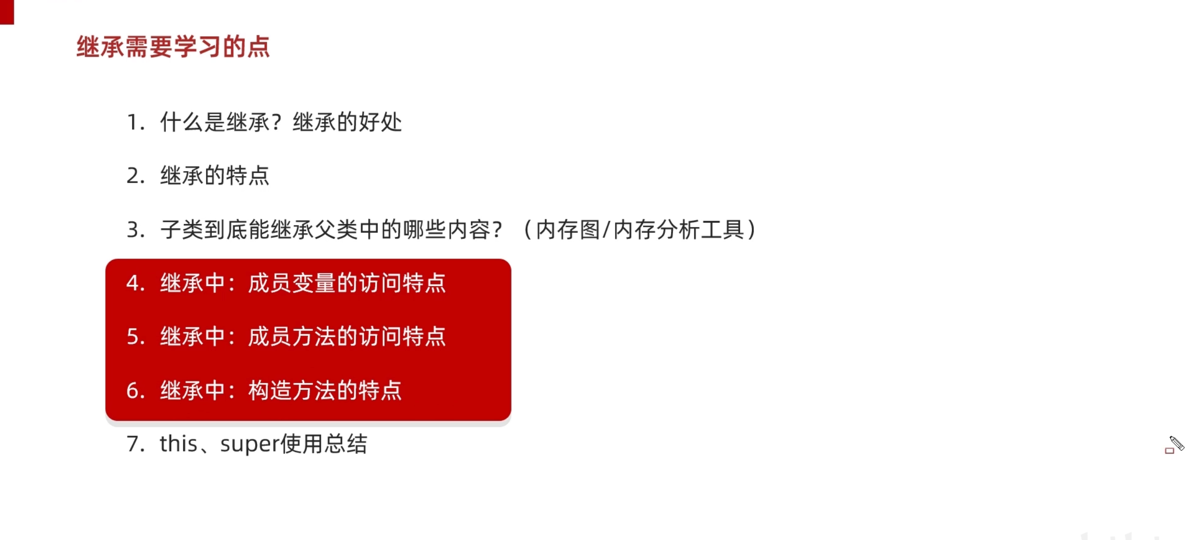 继承需要学习的点
1. 什么是继承？继承的好处
2. 继承的特点
3. 子类到底能继承父类中的哪些内容？（内存图/内存分析工具）
4. 继承中：成员变量的访问特点
5. 继承中：成员方法的访问特点
6. 继承中：构造方法的特点
7. this、super使用总结